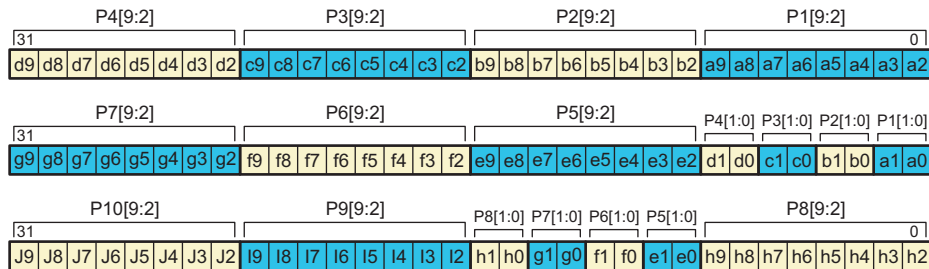 P4[9:2] P3[9:2] P2[9:2] P1[9:2]
31 0
d9 d8 d7 d6 d5 d4 d3 d2 c9 c8 c7 c6 c5 c4 c3 c2 b9 b8 b7 b6 b5 b4 b3 b2 a9 a8 a7 a6 a5 a4 a3 a2
P7[9:2] P6[9:2] P5[9:2] P4[1:0] P3[1:0] P2[1:0] P1[1:0]
31
g9 g8 g7 g6 g5 g4 g3 g2 f9 f8 f7 f6 f5 f4 f3 f2 e9 e8 e7 e6 e5 e4 e3 e2 d1 d0 c1 c0 b1 b0 a1 a0
P10[9:2] P9[9:2] P8[1:0] P7[1:0] P6[1:0] P5[1:0] P8[9:2]
31 0
J9 J8 J7 J6 J5 J4 J3 J2 I9 I8 I7 I6 I5 I4 I3 I2 h1 h0 g1 g0 f1 f0 e1 e0 h9 h8 h7 h6 h5 h4 h3 h2